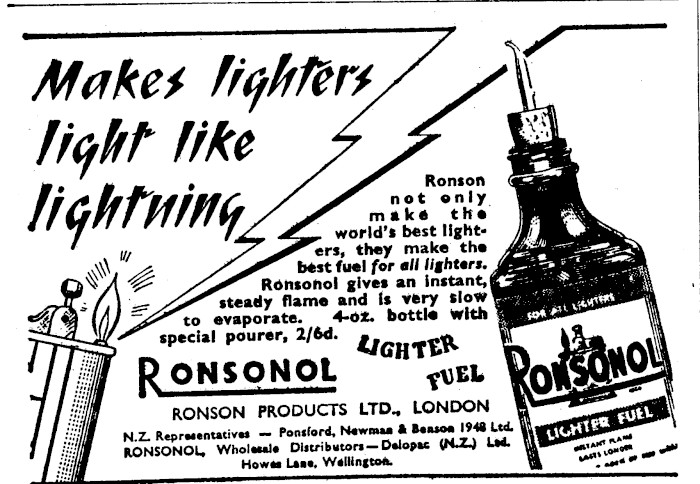 Makes lighters
light like
lightning
Ronson
not only
make the
world's best light-
ers, they make the
best fuel for all lighters.
Ronsonol gives an instant,
steady flame and is very slow
to evaporate. 4-oz. bottle with
special pourer, 2/6d.
LIGHTER
FUEL
RONSONOL
RONSON PRODUCTS LTD., LONDON
N.Z. Representatives — Ponsford, Newman & Benson 1948 Ltd.
RONSONOL, Wholesale Distributors—Delopac (N.Z.) Ltd.
Howes Lane, Wellington.
FOR ALL LIGHTERS
RONSONOL
LIGHTER FUEL
INSTANT FLAME
LASTS LONGER